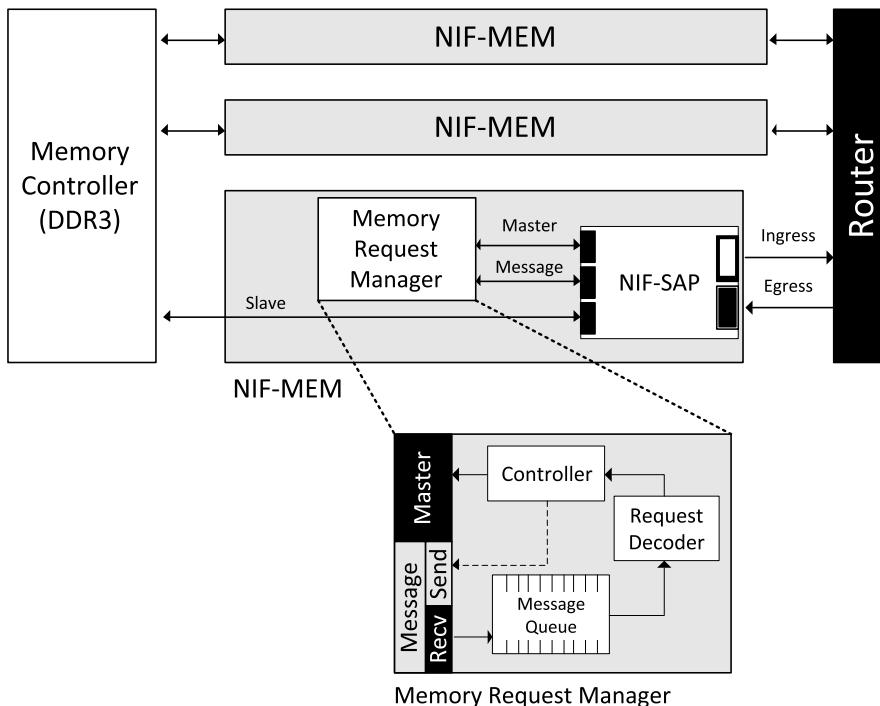 NIF-MEM
NIF-MEM
Memory
Controller
(DDR3)
Router
Memory
Request
Manager
Master
Message
Slave
NIF-SAP
Ingress
Egress
NIF-MEM
Master
Controller
Request
Decoder
Message
Send
Recv
Message
Queue
Memory Request Manager